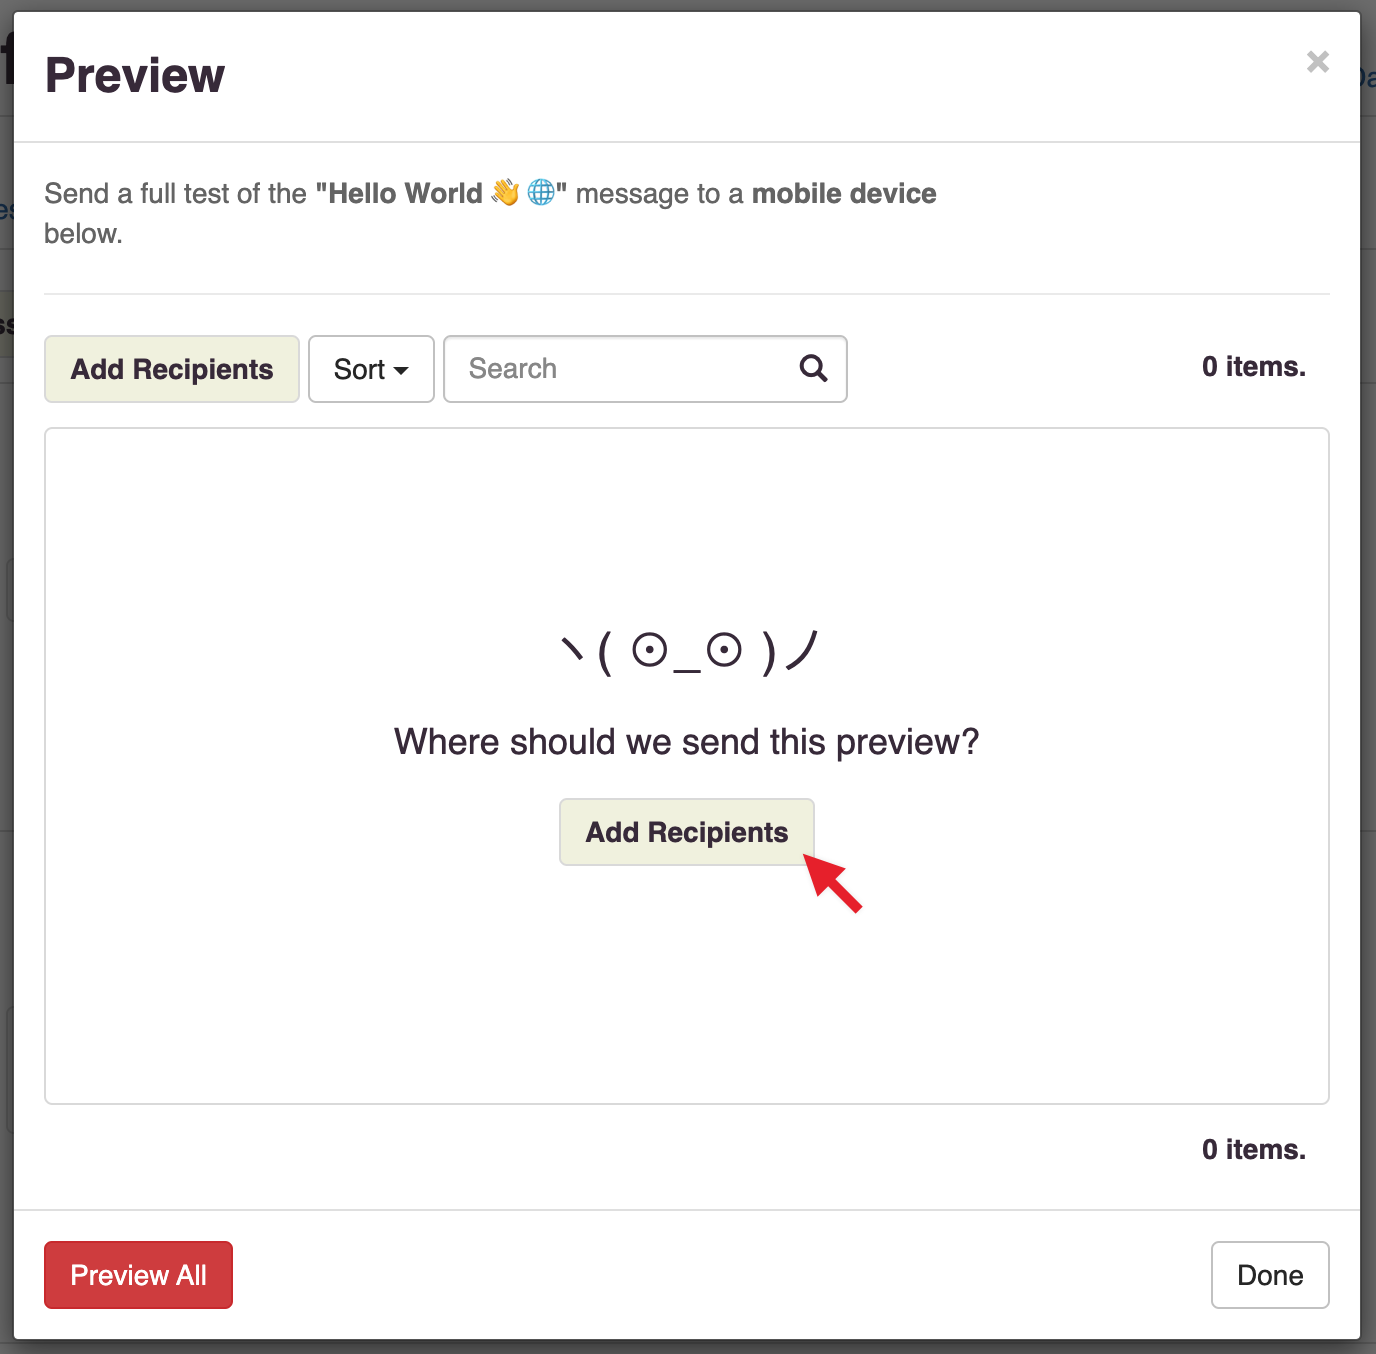 Preview
×
Send a full test of the "Hello World 👋 🌐" message to a mobile device
below.
Add Recipients
Sort
Search
0 items.
ヽ( ⊙_⊙ )ノ
Where should we send this preview?
Add Recipients
0 items.
Preview All
Done